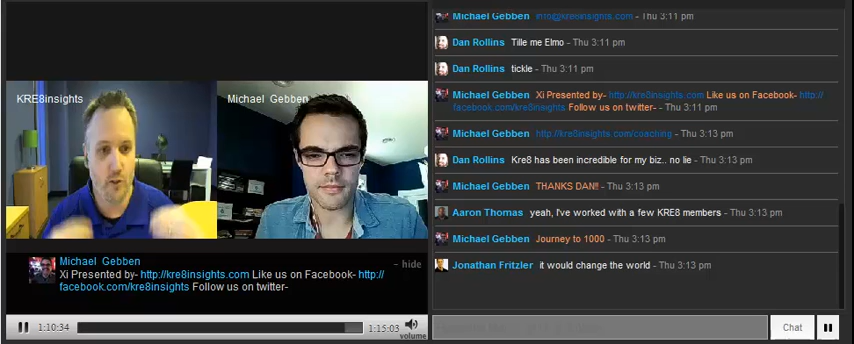 KRE8insights
Michael Gebben
Michael Gebben
Xi Presented by- http://kre8insights.com Like us on Facebook- http://
facebook.com/kre8insights Follow us on twitter-
– hide
1:10:34
1:15:03
volume
Michael Gebben info@kre8insights.com - Thu 3:11 pm
Dan Rollins Tille me Elmo - Thu 3:11 pm
Dan Rollins tickle - Thu 3:11 pm
Michael Gebben Xi Presented by- http://kre8insights.com Like us on Facebook- http://
facebook.com/kre8insights Follow us on twitter- - Thu 3:11 pm
Michael Gebben http://kre8insights.com/coaching - Thu 3:13 pm
Dan Rollins Kre8 has been incredible for my biz.. no lie - Thu 3:13 pm
Michael Gebben THANKS DAN!! - Thu 3:13 pm
Aaron Thomas yeah, I've worked with a few KRE8 members - Thu 3:13 pm
Michael Gebben Journey to 1000 - Thu 3:13 pm
Jonathan Fritzler it would change the world - Thu 3:13 pm
Chat